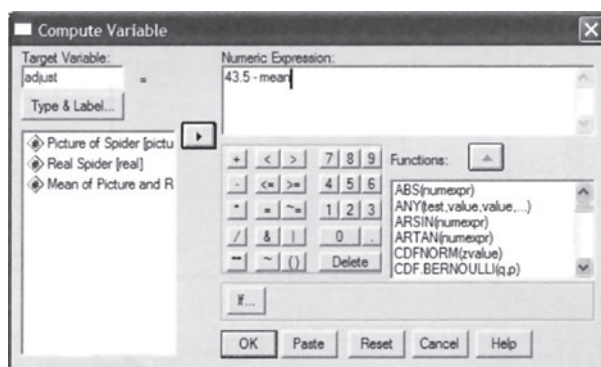 Compute Variable
Target Variable:
adjust
=
Type & Label...
Picture of Spider [pictu
Real Spider [real]
Mean of Picture and R
Numeric Expression:
43.5 - mean
+ < > 7 8 9
- <= >= 4 5 6
* = ~= 1 2 3
/ & | 0 .
** ~ () Delete
Functions:
ABS(numexpr)
ANY(test,value,value,...)
ARSIN(numexpr)
ARTAN(numexpr)
CDFNORM(zvalue)
CDF.BERNOULLI(q,p)
If...
OK Paste Reset Cancel Help